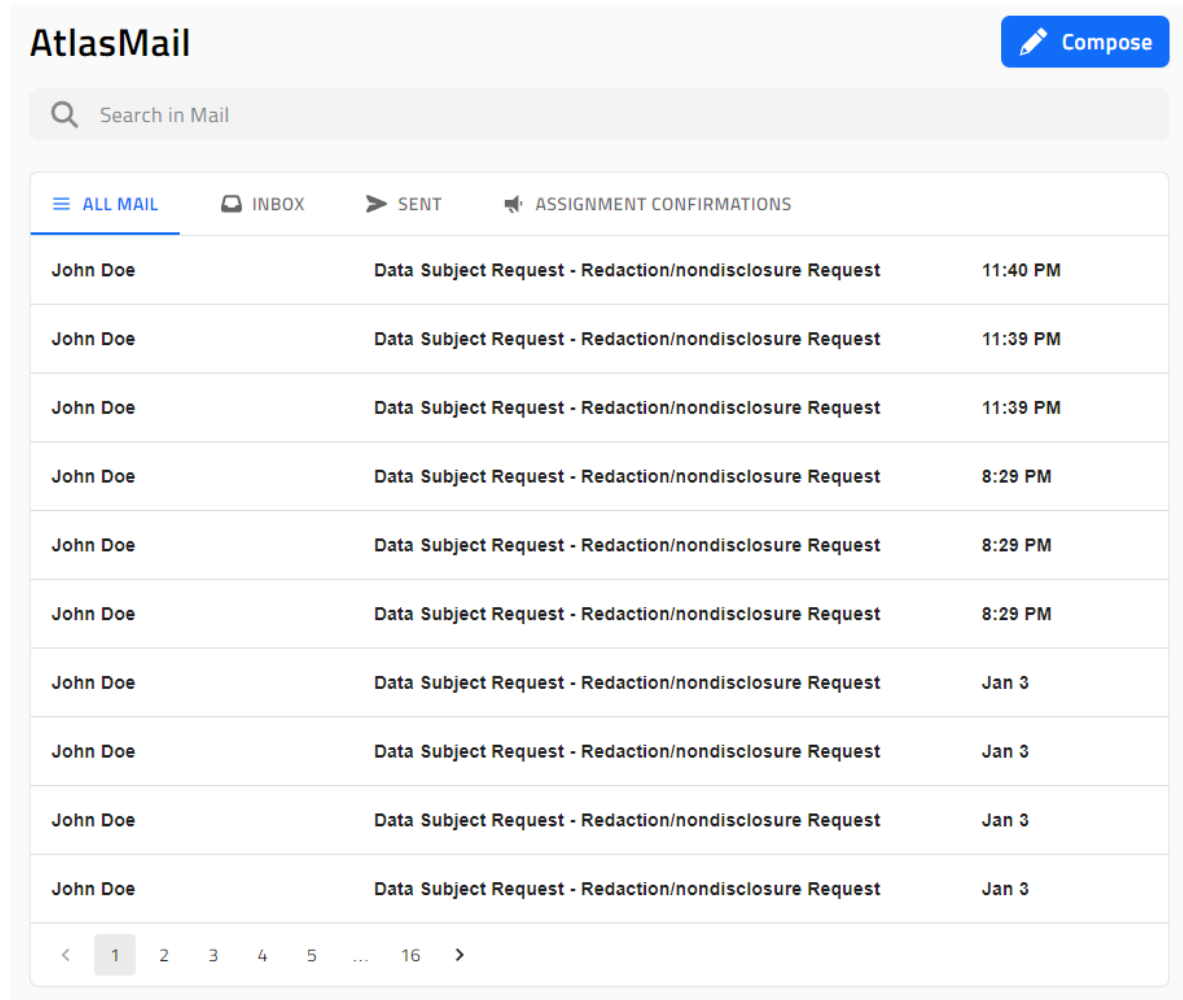 AtlasMail
Compose
Search in Mail
ALL MAIL INBOX SENT ASSIGNMENT CONFIRMATIONS
John Doe Data Subject Request - Redaction/nondisclosure Request 11:40 PM
John Doe Data Subject Request - Redaction/nondisclosure Request 11:39 PM
John Doe Data Subject Request - Redaction/nondisclosure Request 11:39 PM
John Doe Data Subject Request - Redaction/nondisclosure Request 8:29 PM
John Doe Data Subject Request - Redaction/nondisclosure Request 8:29 PM
John Doe Data Subject Request - Redaction/nondisclosure Request 8:29 PM
John Doe Data Subject Request - Redaction/nondisclosure Request Jan 3
John Doe Data Subject Request - Redaction/nondisclosure Request Jan 3
John Doe Data Subject Request - Redaction/nondisclosure Request Jan 3
John Doe Data Subject Request - Redaction/nondisclosure Request Jan 3
1 2 3 4 5 ... 16